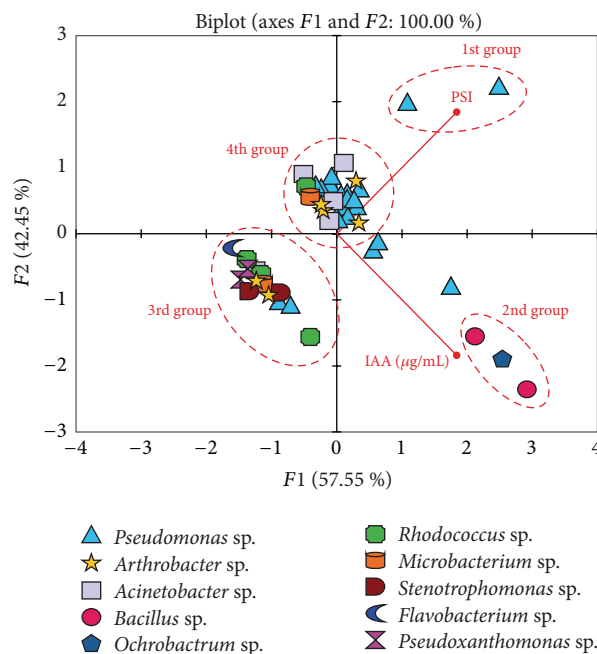 Biplot (axes F1 and F2: 100.00 %)
3
2
1
0
−1
−2
−3
F2 (42.45 %)
1st group
PSI
4th group
3rd group
2nd group
IAA (μg/mL)
−4 −3 −2 −1 0 1 2 3 4
F1 (57.55 %)
Pseudomonas sp.
Arthrobacter sp.
Acinetobacter sp.
Bacillus sp.
Ochrobactrum sp.
Rhodococcus sp.
Microbacterium sp.
Stenotrophomonas sp.
Flavobacterium sp.
Pseudoxanthomonas sp.